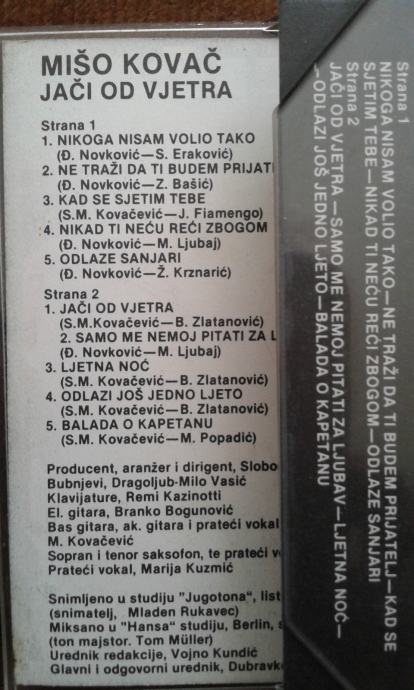 MIŠO KOVAČ
JAČI OD VJETRA
Strana 1
1. NIKOGA NISAM VOLIO TAKO
(Đ. Novković—S. Eraković)
2. NE TRAŽI DA TI BUDEM PRIJAT
(Đ. Novković—Z. Bašić)
3. KAD SE SJETIM TEBE
(S.M. Kovačević—J. Fiamengo)
4. NIKAD TI NEĆU REĆI ZBOGOM
(Đ. Novković—M. Ljubaj)
5. ODLAZE SANJARI
(Đ. Novković—Ž. Krznarić)
Strana 2
1. JAČI OD VJETRA
(S.M.Kovačević—B. Zlatanović)
2. SAMO ME NEMOJ PITATI ZA L
(Đ. Novković—M. Ljubaj)
3. LJETNA NOĆ
(S.M. Kovačević—B. Zlatanović)
4. ODLAZI JOŠ JEDNO LJETO
(S.M. Kovačević—B. Zlatanović)
5. BALADA O KAPETANU
(S.M. Kovačević—M. Popadić)
Producent, aranžer i dirigent, Slobo
Bubnjevi, Dragoljub-Milo Vasić
Klavijature, Remi Kazinotti
El. gitara, Branko Bogunović
Bas gitara, ak. gitara i prateći vokal
M. Kovačević
Sopran i tenor saksofon, te prateći v
Prateći vokal, Marija Kuzmić
Snimljeno u studiju "Jugotona", list
(snimatelj, Mladen Rukavec)
Miksano u "Hansa" studiju, Berlin, s
(ton majstor. Tom Müller)
Urednik redakcije, Vojno Kundić
Glavni i odgovorni urednik, Dubravk
Strana 1
NIKOGA NISAM VOLIO TAKO—NE TRAŽI DA TI BUDEM PRIJATELJ—KAD SE
SJETIM TEBE—NIKAD TI NEĆU REĆI ZBOGOM—ODLAZE SANJARI
Strana 2
JAČI OD VJETRA—SAMO ME NEMOJ PITATI ZA LJUBAV—LJETNA NOĆ—
—ODLAZI JOŠ JEDNO LJETO—BALADA O KAPETANU